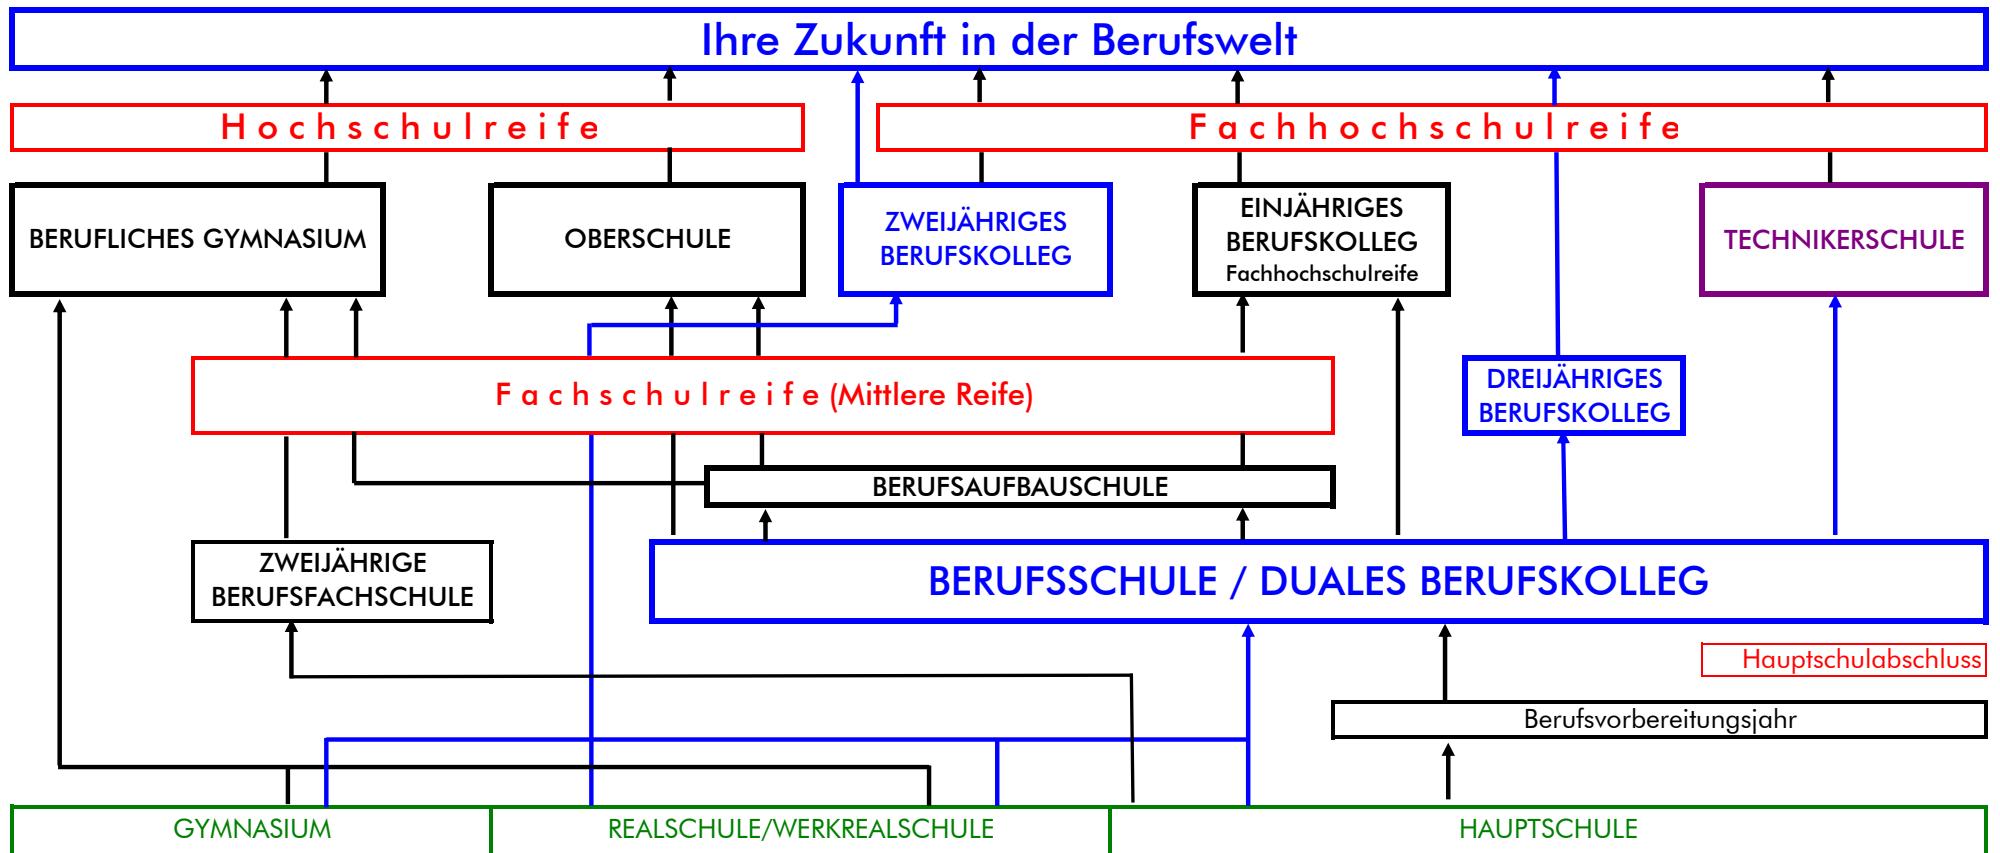 Ihre Zukunft in der Berufswelt
Hochschulreife
Fachhochschulreife
BERUFLICHES GYMNASIUM
OBERSCHULE
ZWEIJÄHRIGES
BERUFSKOLLEG
EINJÄHRIGES
BERUFSKOLLEG
Fachhochschulreife
TECHNIKERSCHULE
Fachschulreife (Mittlere Reife)
DREIJÄHRIGES
BERUFSKOLLEG
BERUFSAUFBAUSCHULE
ZWEIJÄHRIGE
BERUFSFACHSCHULE
BERUFSSCHULE / DUALES BERUFSKOLLEG
Hauptschulabschluss
Berufsvorbereitungsjahr
GYMNASIUM
REALSCHULE/WERKREALSCHULE
HAUPTSCHULE